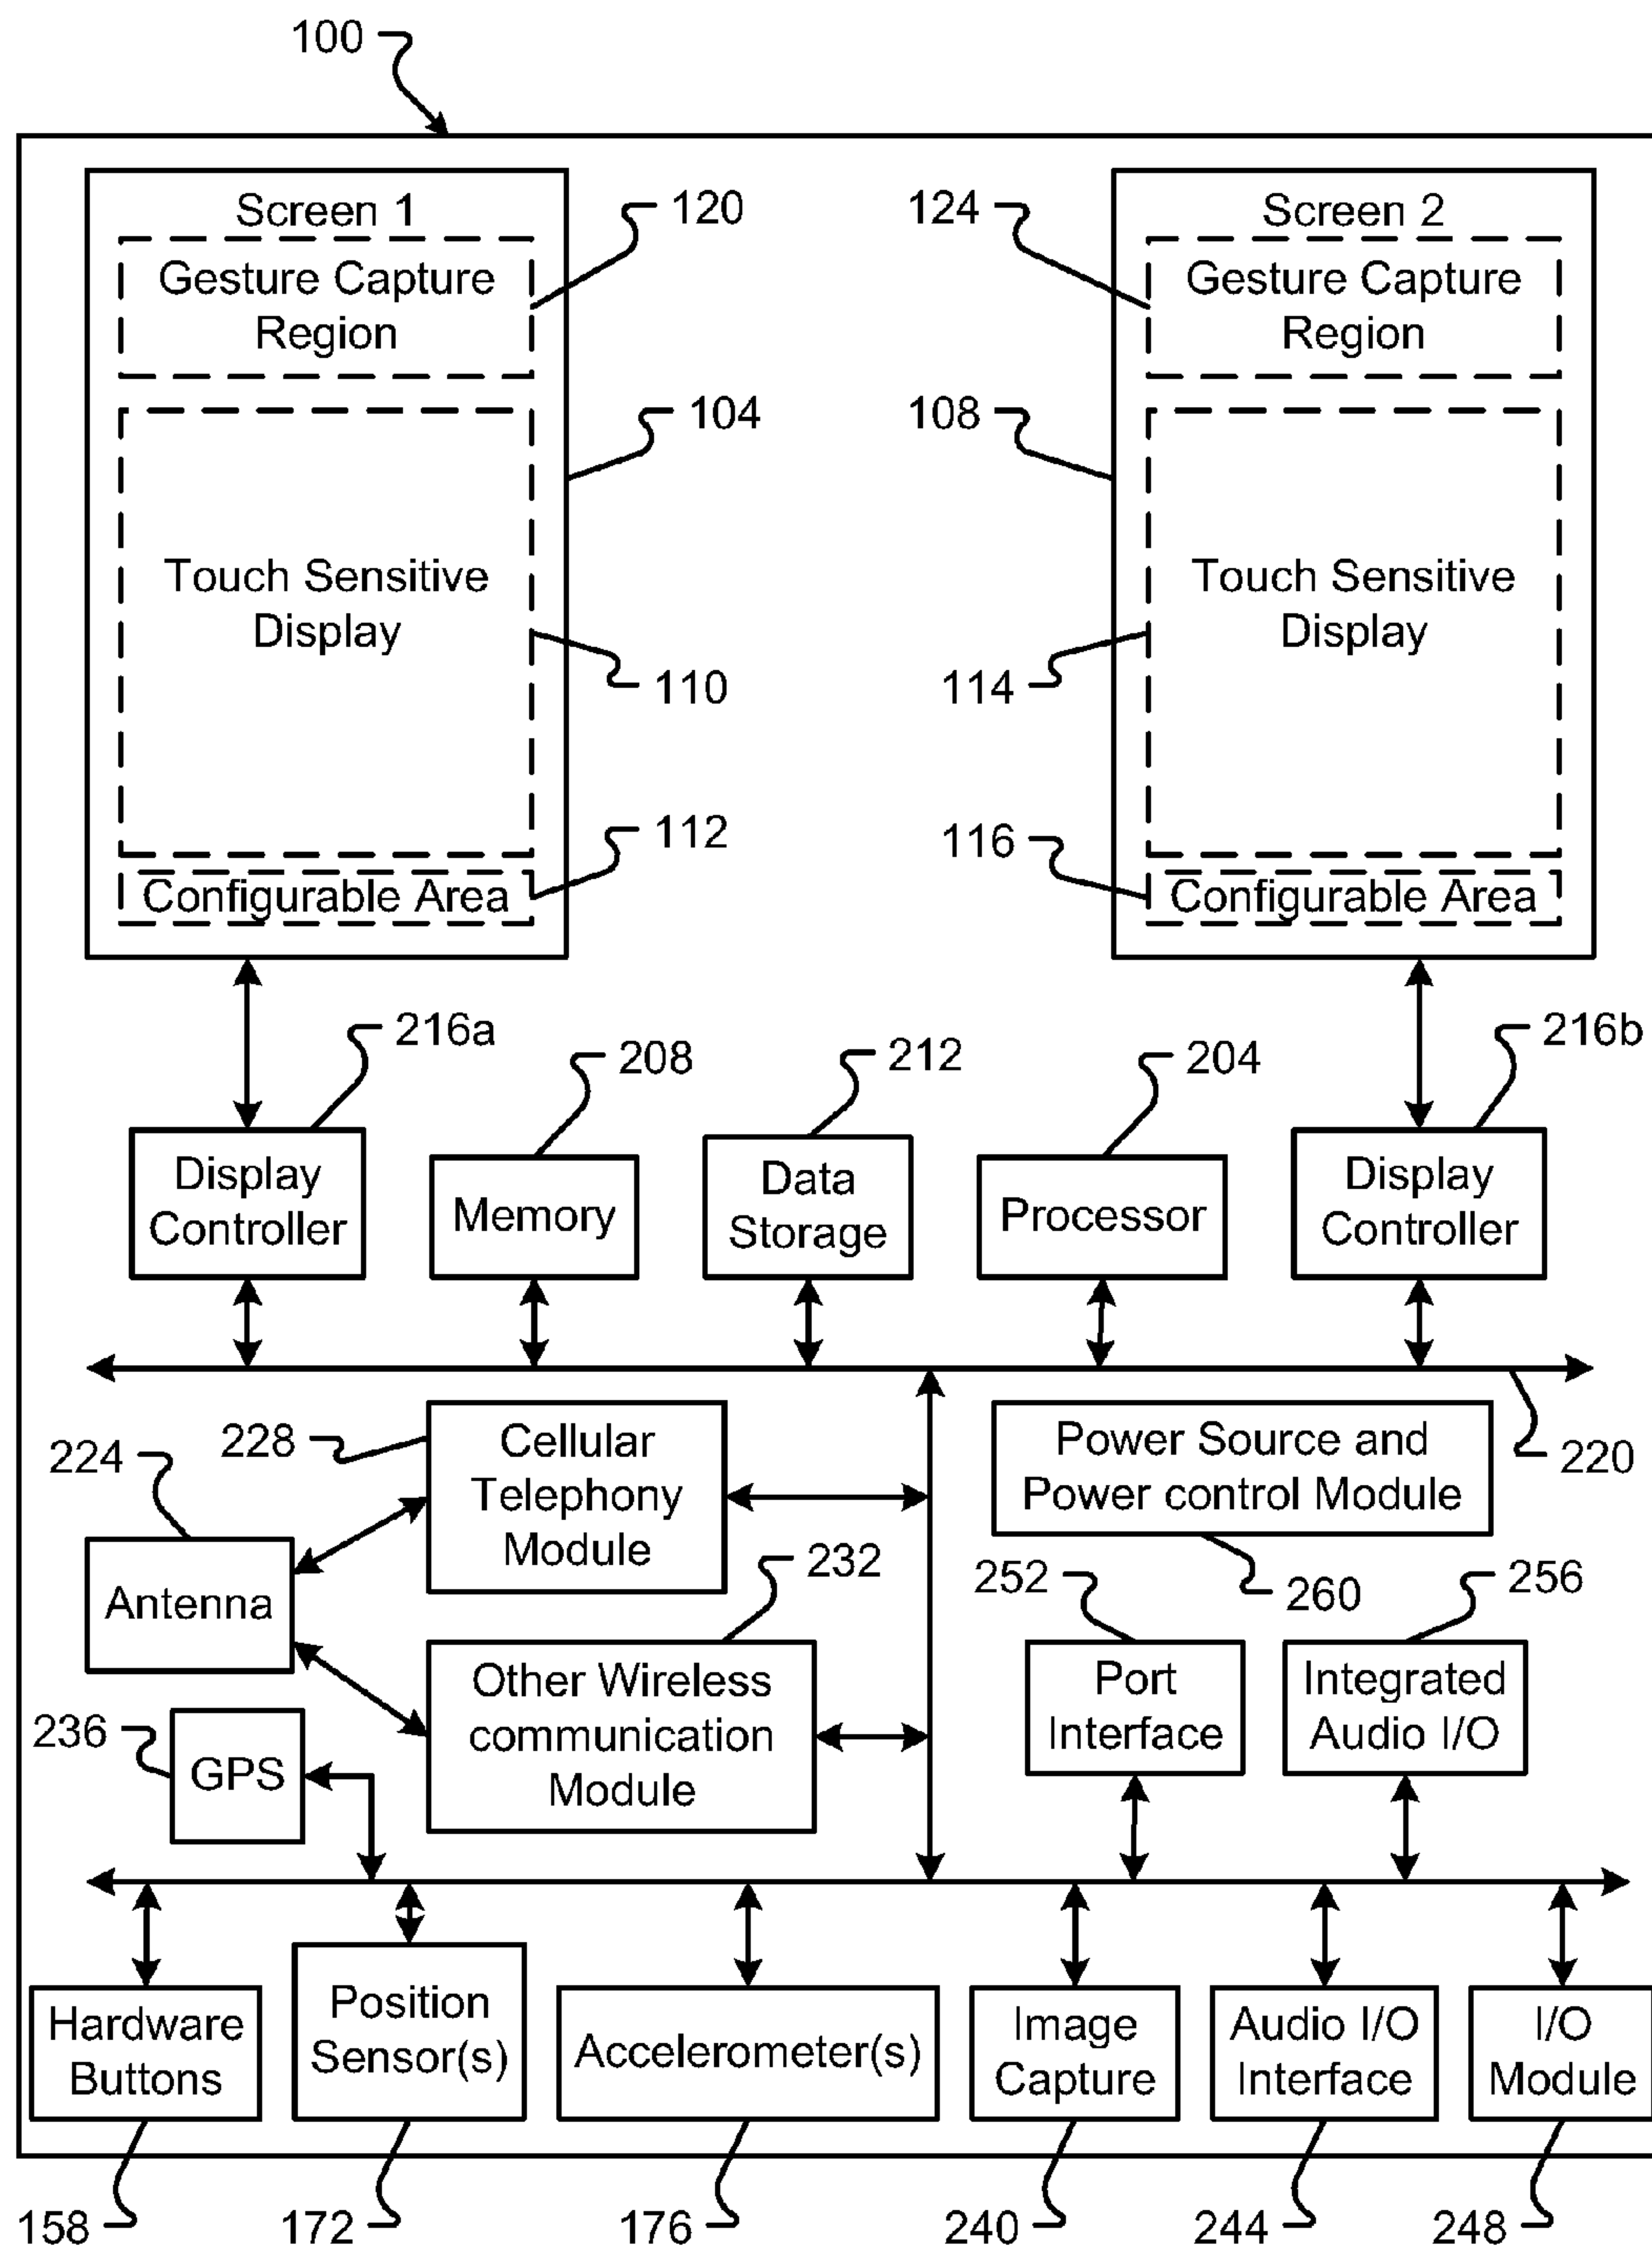 100
Screen 1
120
124
Screen 2
Gesture Capture
Region
Gesture Capture
Region
104
108
Touch Sensitive
Display
Touch Sensitive
Display
110
114
112
116
Configurable Area
Configurable Area
216a
208
212
204
216b
Display
Controller
Memory
Data
Storage
Processor
Display
Controller
228
Cellular
Telephony
Module
Power Source and
Power control Module
220
224
Antenna
232
252
260
256
Other Wireless
communication
Module
Port
Interface
Integrated
Audio I/O
236
GPS
Hardware
Buttons
Position
Sensor(s)
Accelerometer(s)
Image
Capture
Audio I/O
Interface
I/O
Module
158
172
176
240
244
248